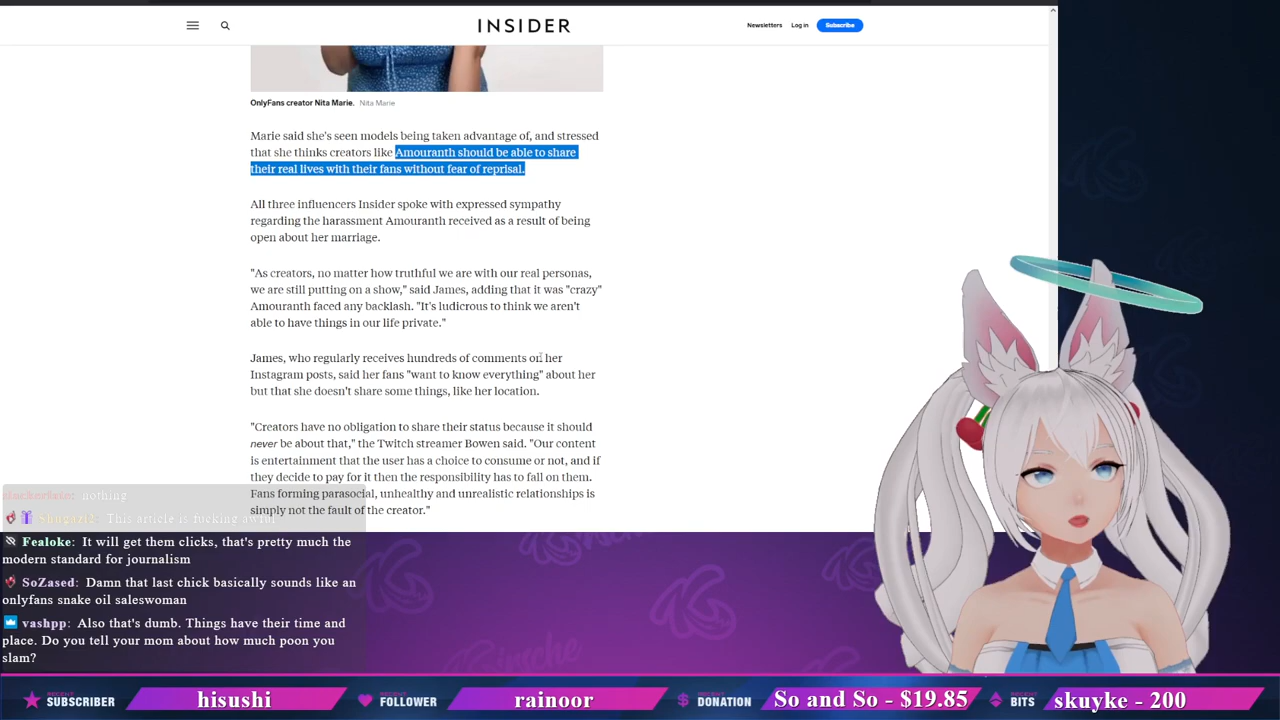 INSIDER
Newsletters Log in Subscribe
OnlyFans creator Nita Marie. Nita Marie
Marie said she's seen models being taken advantage of, and stressed
that she thinks creators like Amouranth should be able to share
their real lives with their fans without fear of reprisal.
All three influencers Insider spoke with expressed sympathy
regarding the harassment Amouranth received as a result of being
open about her marriage.
"As creators, no matter how truthful we are with our real personas,
we are still putting on a show," said James, adding that it was "crazy"
Amouranth faced any backlash. "It's ludicrous to think we aren't
able to have things in our life private."
James, who regularly receives hundreds of comments on her
Instagram posts, said her fans "want to know everything" about her
but that she doesn't share some things, like her location.
"Creators have no obligation to share their status because it should
never be about that," the Twitch streamer Bowen said. "Our content
is entertainment that the user has a choice to consume or not, and if
they decide to pay for it then the responsibility has to fall on them.
Fans forming parasocial, unhealthy and unrealistic relationships is
simply not the fault of the creator."
nothing
This article is fucking awful
Fealoke: It will get them clicks, that's pretty much the
modern standard for journalism
SoZased: Damn that last chick basically sounds like an
onlyfans snake oil saleswoman
vashpp: Also that's dumb. Things have their time and
place. Do you tell your mom about how much poon you
slam?
RECENT SUBSCRIBER hisushi RECENT FOLLOWER rainoor RECENT DONATION So and So - $19.85 RECENT BITS skuyke - 200